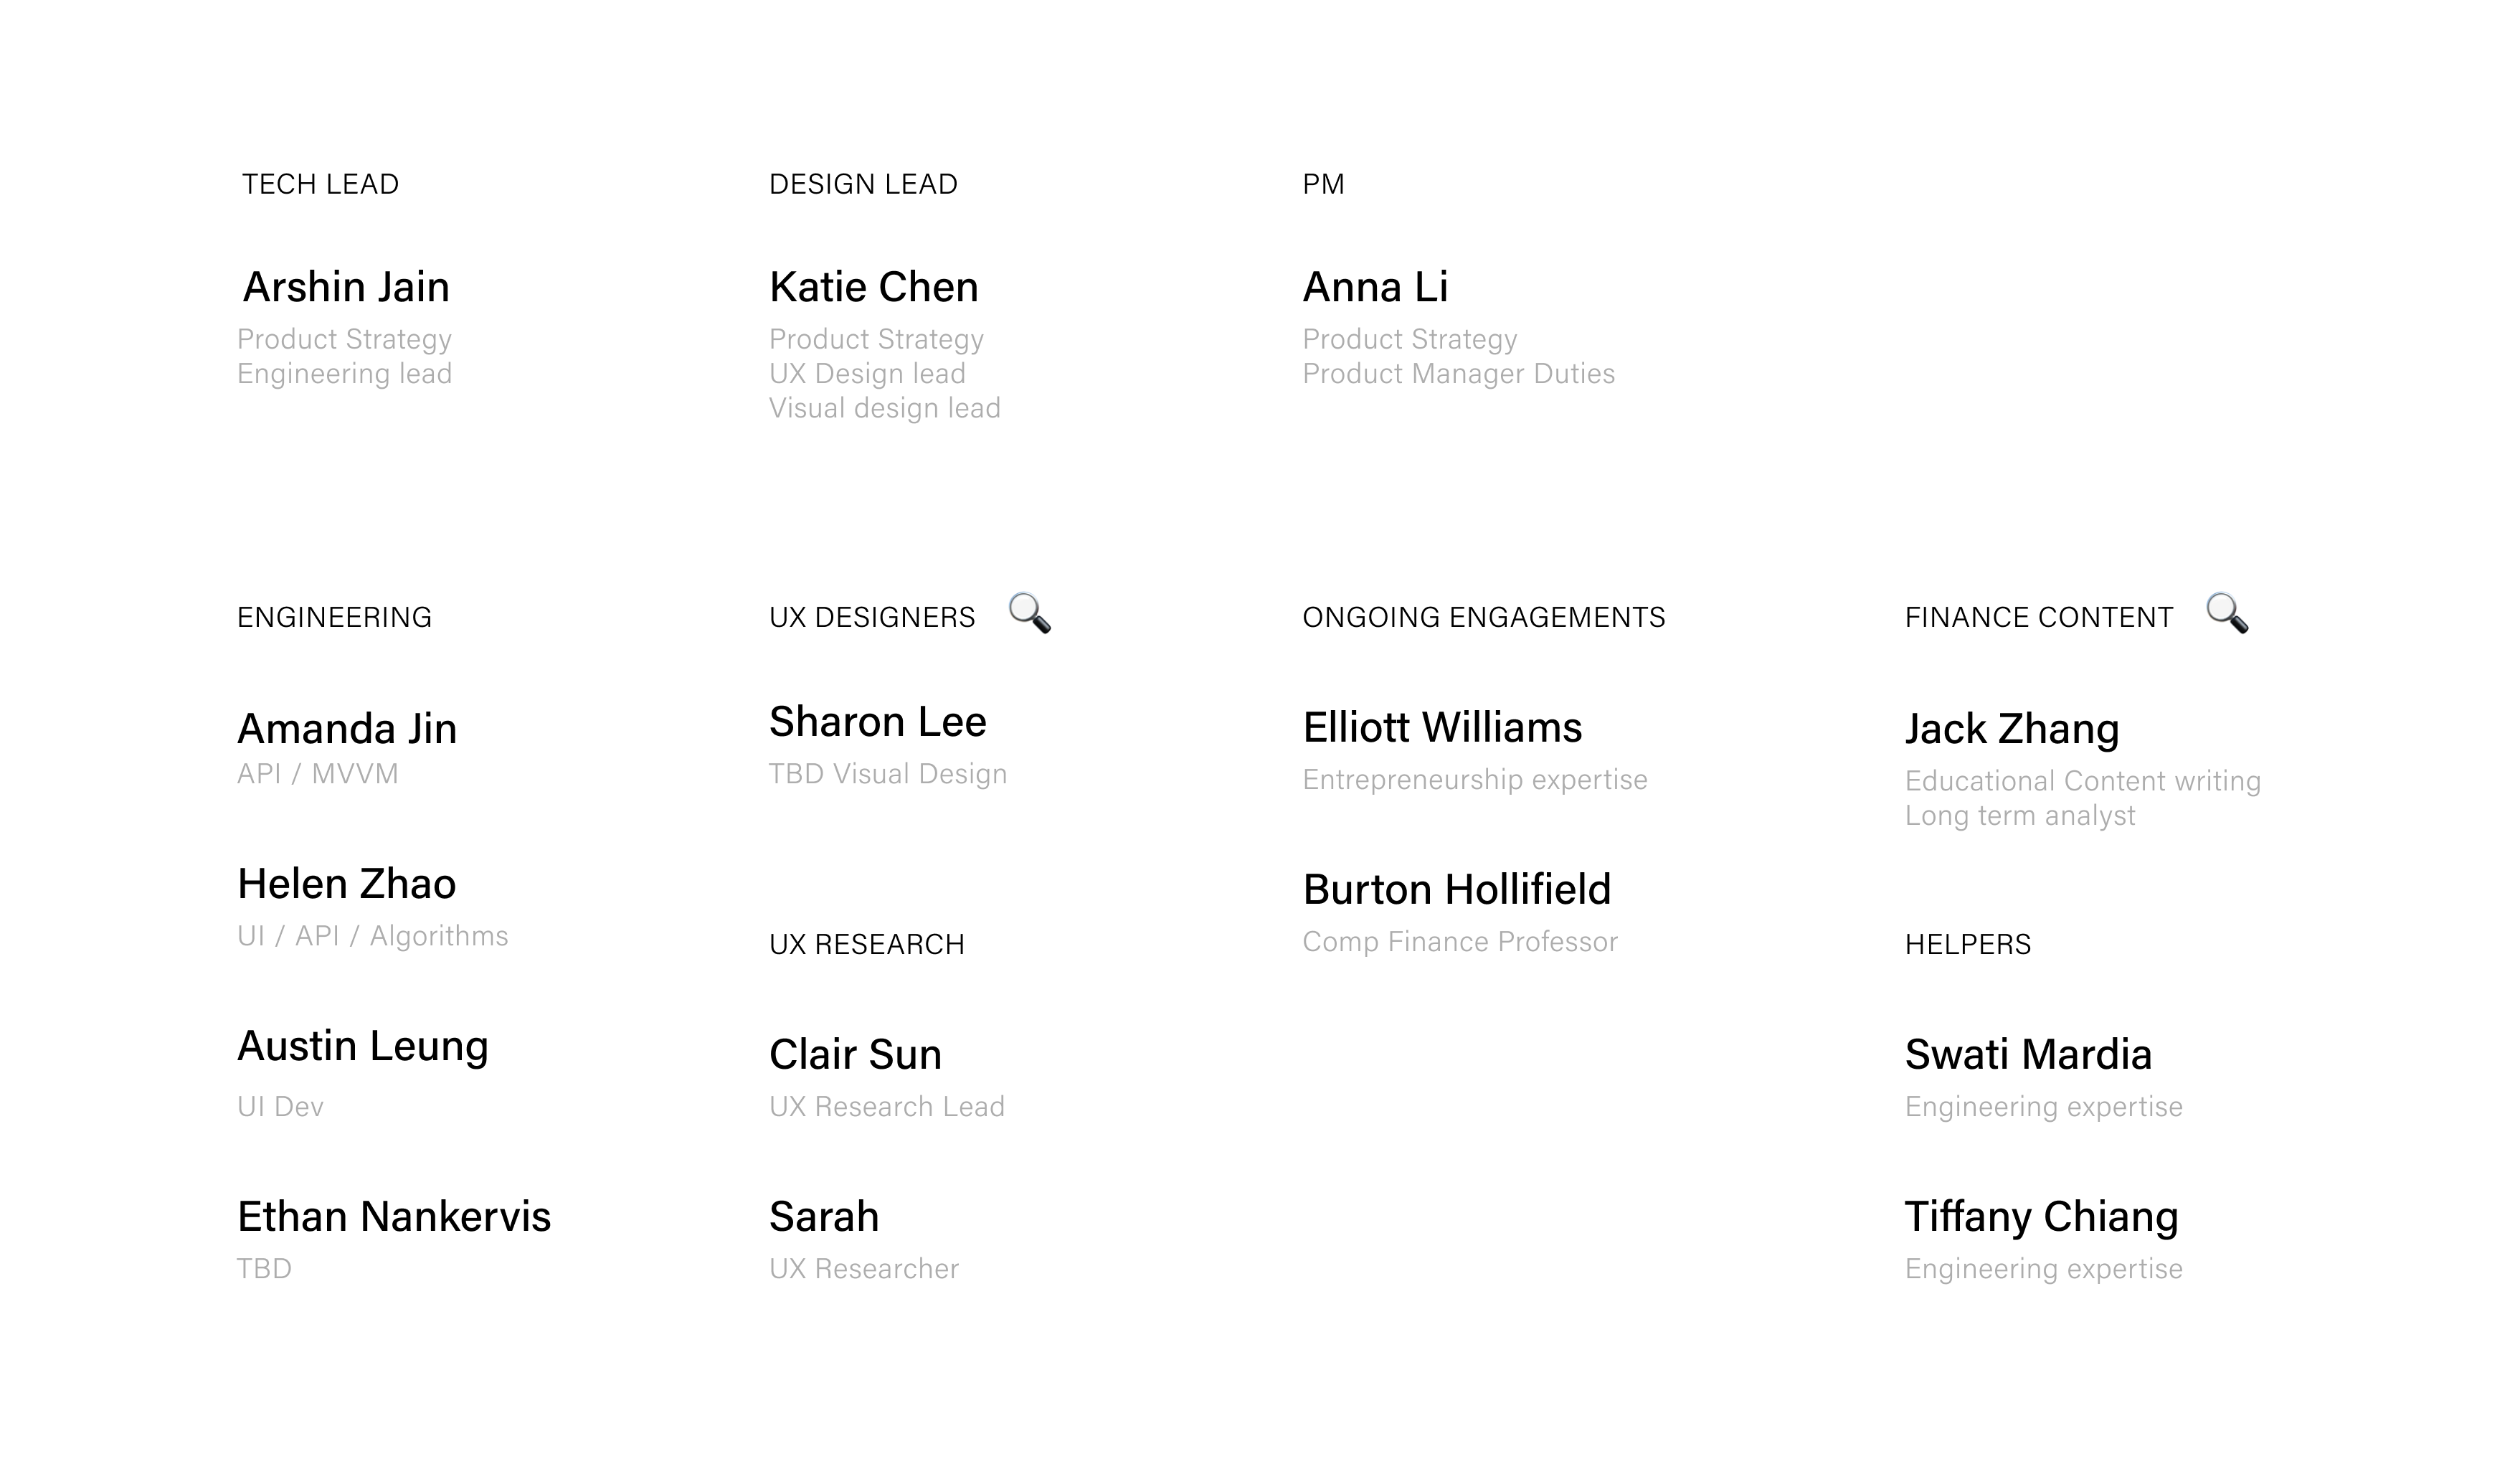 TECH LEAD
Arshin Jain
Product Strategy
Engineering lead
DESIGN LEAD
Katie Chen
Product Strategy
UX Design lead
Visual design lead
PM
Anna Li
Product Strategy
Product Manager Duties
ENGINEERING
Amanda Jin
API / MVVM
Helen Zhao
UI / API / Algorithms
Austin Leung
UI Dev
Ethan Nankervis
TBD
UX DESIGNERS
Sharon Lee
TBD Visual Design
UX RESEARCH
Clair Sun
UX Research Lead
Sarah
UX Researcher
ONGOING ENGAGEMENTS
Elliott Williams
Entrepreneurship expertise
Burton Hollifield
Comp Finance Professor
FINANCE CONTENT
Jack Zhang
Educational Content writing
Long term analyst
HELPERS
Swati Mardia
Engineering expertise
Tiffany Chiang
Engineering expertise